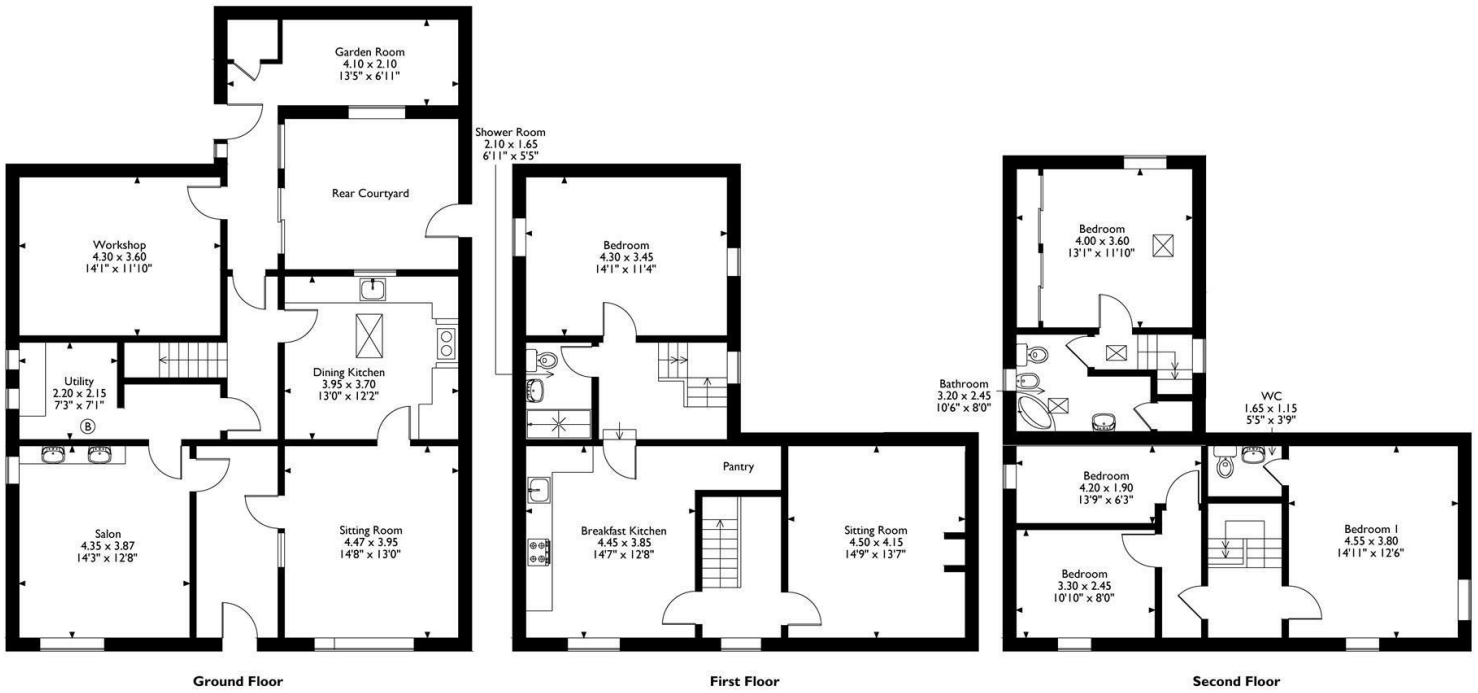 Garden Room
4.10 x 2.10
13'5" x 6'11"
Rear Courtyard
Workshop
4.30 x 3.60
14'1" x 11'10"
Utility
2.20 x 2.15
7'3" x 7'1"
B
Dining Kitchen
3.95 x 3.70
13'0" x 12'2"
Salon
4.35 x 3.87
14'3" x 12'8"
Sitting Room
4.47 x 3.95
14'8" x 13'0"
Ground Floor
Shower Room
2.10 x 1.65
6'11" x 5'5"
Bedroom
4.30 x 3.45
14'1" x 11'4"
Pantry
Breakfast Kitchen
4.45 x 3.85
14'7" x 12'8"
Sitting Room
4.50 x 4.15
14'9" x 13'7"
First Floor
Bedroom
4.00 x 3.60
13'1" x 11'10"
Bathroom
3.20 x 2.45
10'6" x 8'0"
WC
1.65 x 1.15
5'5" x 3'9"
Bedroom
4.20 x 1.90
13'9" x 6'3"
Bedroom
3.30 x 2.45
10'10" x 8'0"
Bedroom 1
4.55 x 3.80
14'11" x 12'6"
Second Floor